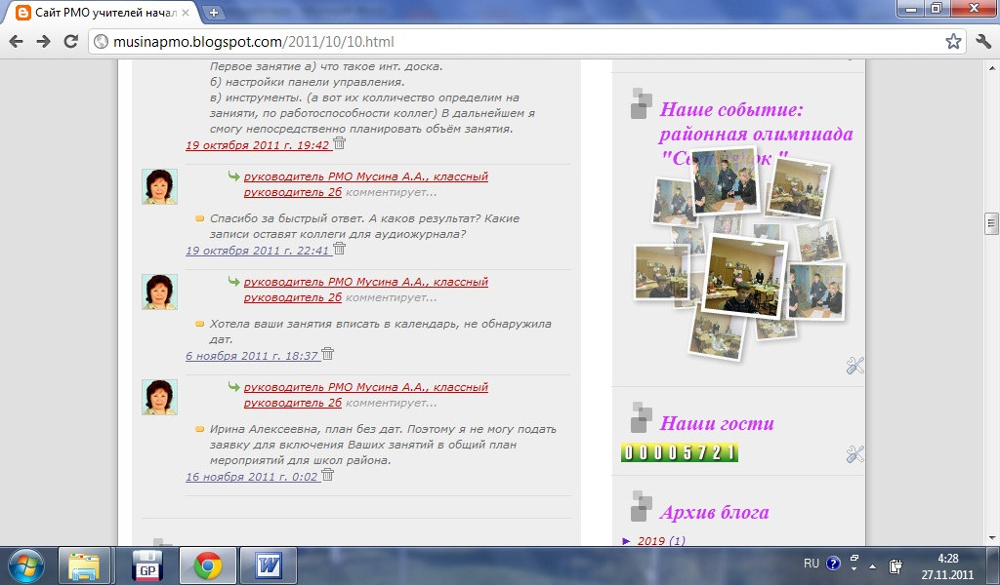 Сайт РМО учителей начал
musinapmo.blogspot.com/2011/10/10.html
Первое занятие а) что такое инт. доска.
б) настройки панели управления.
в) инструменты. (а вот их колличество определим на
заняити, по работоспособности коллег) В дальнейшем я
смогу непосредственно планировать объём занятия.
19 октября 2011 г. 19:42
руководитель РМО Мусина А.А., классный
руководитель 2б комментирует...
Спасибо за быстрый ответ. А каков результат? Какие
записи оставят коллеги для аудиожурнала?
19 октября 2011 г. 22:41
руководитель РМО Мусина А.А., классный
руководитель 2б комментирует...
Хотела ваши занятия вписать в календарь, не обнаружила
дат.
6 ноября 2011 г. 18:37
руководитель РМО Мусина А.А., классный
руководитель 2б комментирует...
Ирина Алексеевна, план без дат. Поэтому я не могу подать
заявку для включения Ваших занятий в общий план
мероприятий для школ района.
16 ноября 2011 г. 0:02
Наше событие:
районная олимпиада
Наши гости
00005721
Архив блога
► 2019 (1)
GP
RU
4:28
27.11.2011